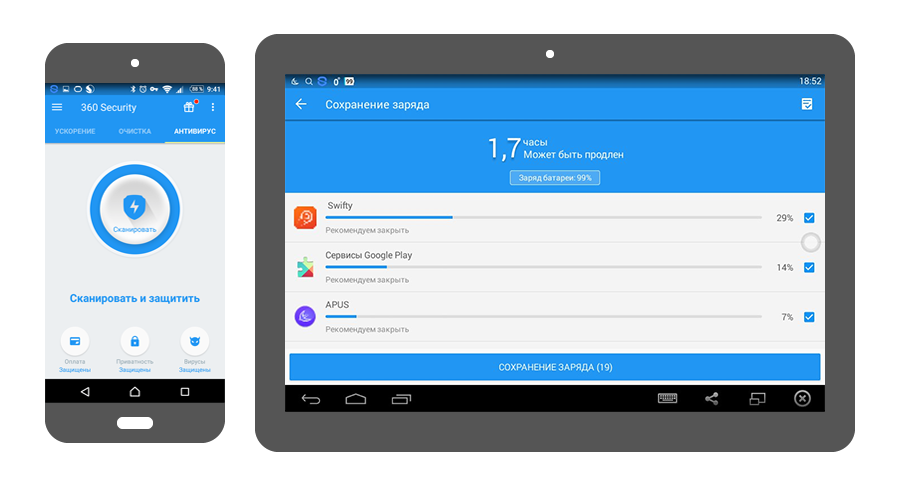 88 % 9:41
360 Security
УСКОРЕНИЕ ОЧИСТКА АНТИВИРУС
Сканировать
Сканировать и защитить
Оплата Приватность Вирусы
Защищены Защищены Защищены
99 18:52
Сохранение заряда
1,7 часы
Может быть продлен
Заряд батареи: 99%
Swifty
29%
Рекомендуем закрыть
Сервисы Google Play
14%
Рекомендуем закрыть
APUS
7%
Рекомендуем закрыть
СОХРАНЕНИЕ ЗАРЯДА (19)